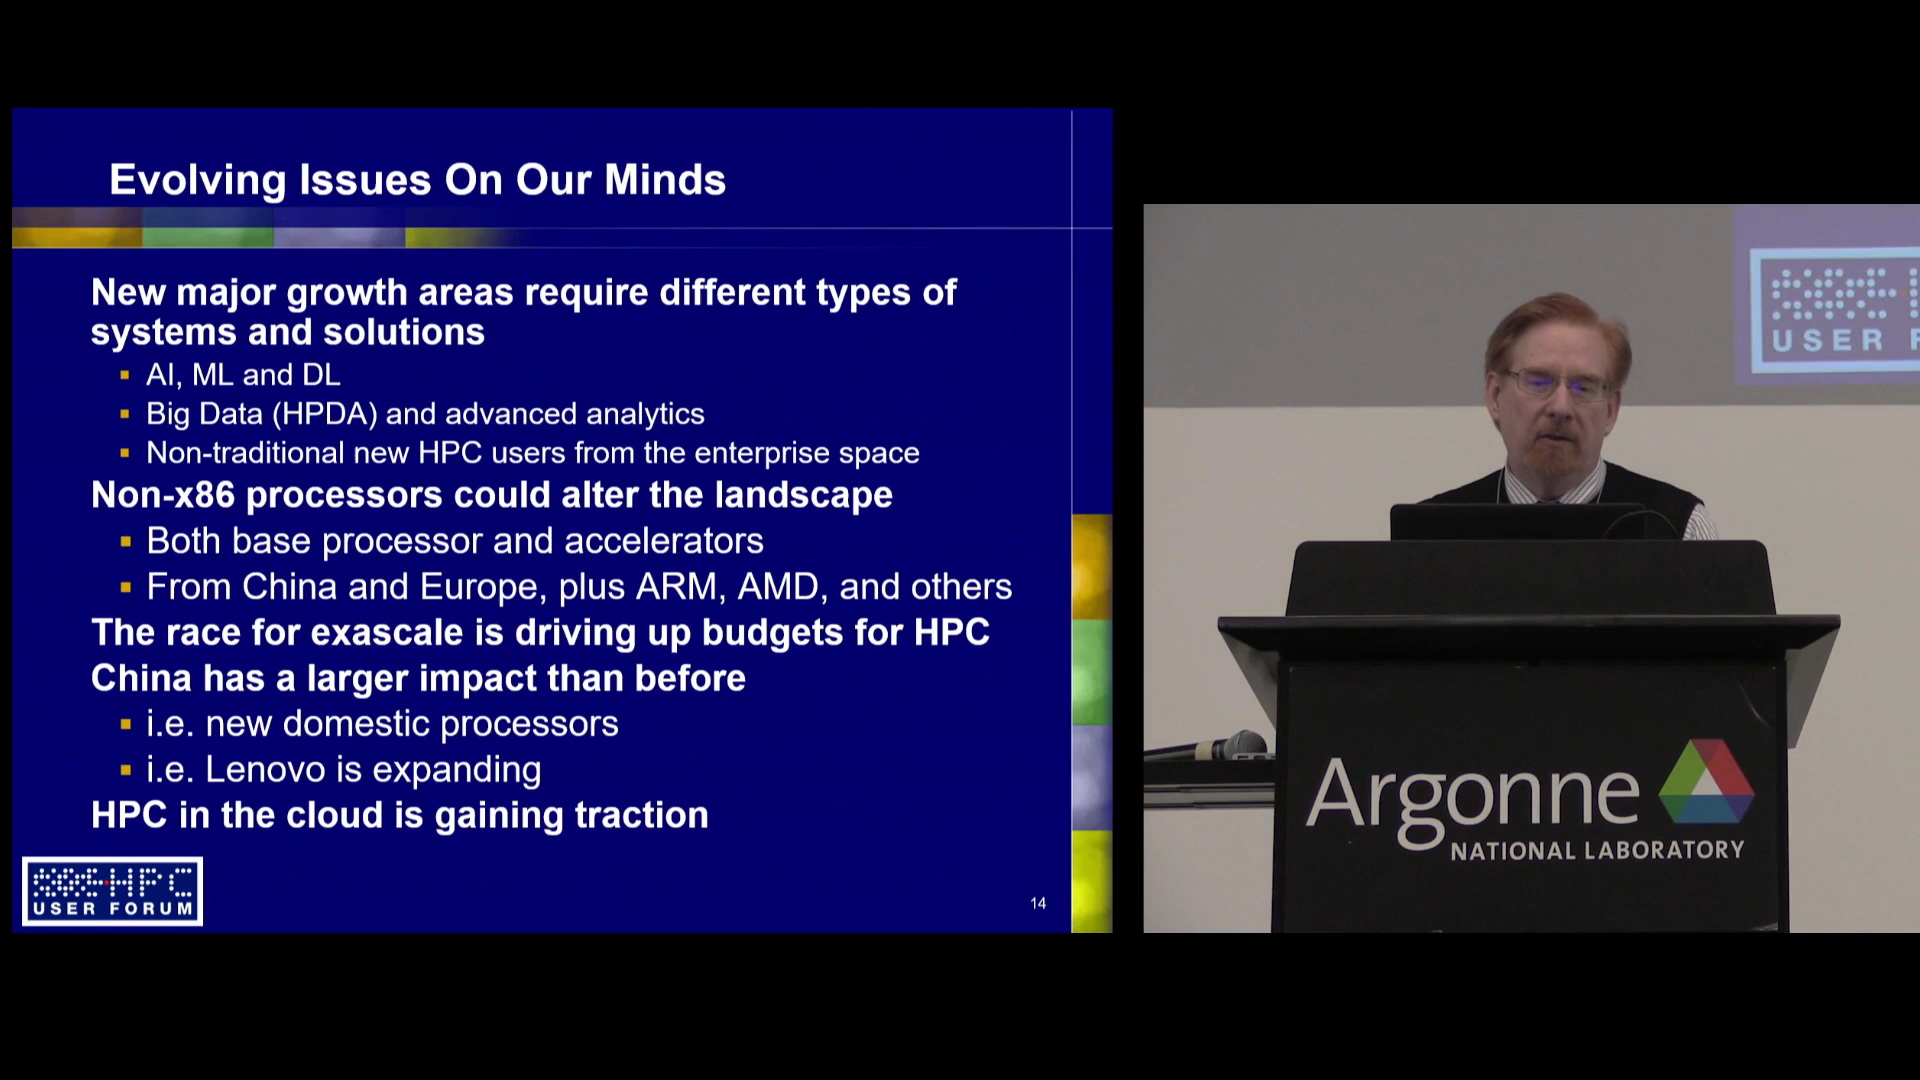 Evolving Issues On Our Minds
New major growth areas require different types of
systems and solutions
▪ AI, ML and DL
▪ Big Data (HPDA) and advanced analytics
▪ Non-traditional new HPC users from the enterprise space
Non-x86 processors could alter the landscape
▪ Both base processor and accelerators
▪ From China and Europe, plus ARM, AMD, and others
The race for exascale is driving up budgets for HPC
China has a larger impact than before
▪ i.e. new domestic processors
▪ i.e. Lenovo is expanding
HPC in the cloud is gaining traction
HPC
USER FORUM
14
USER F
Argonne
NATIONAL LABORATORY